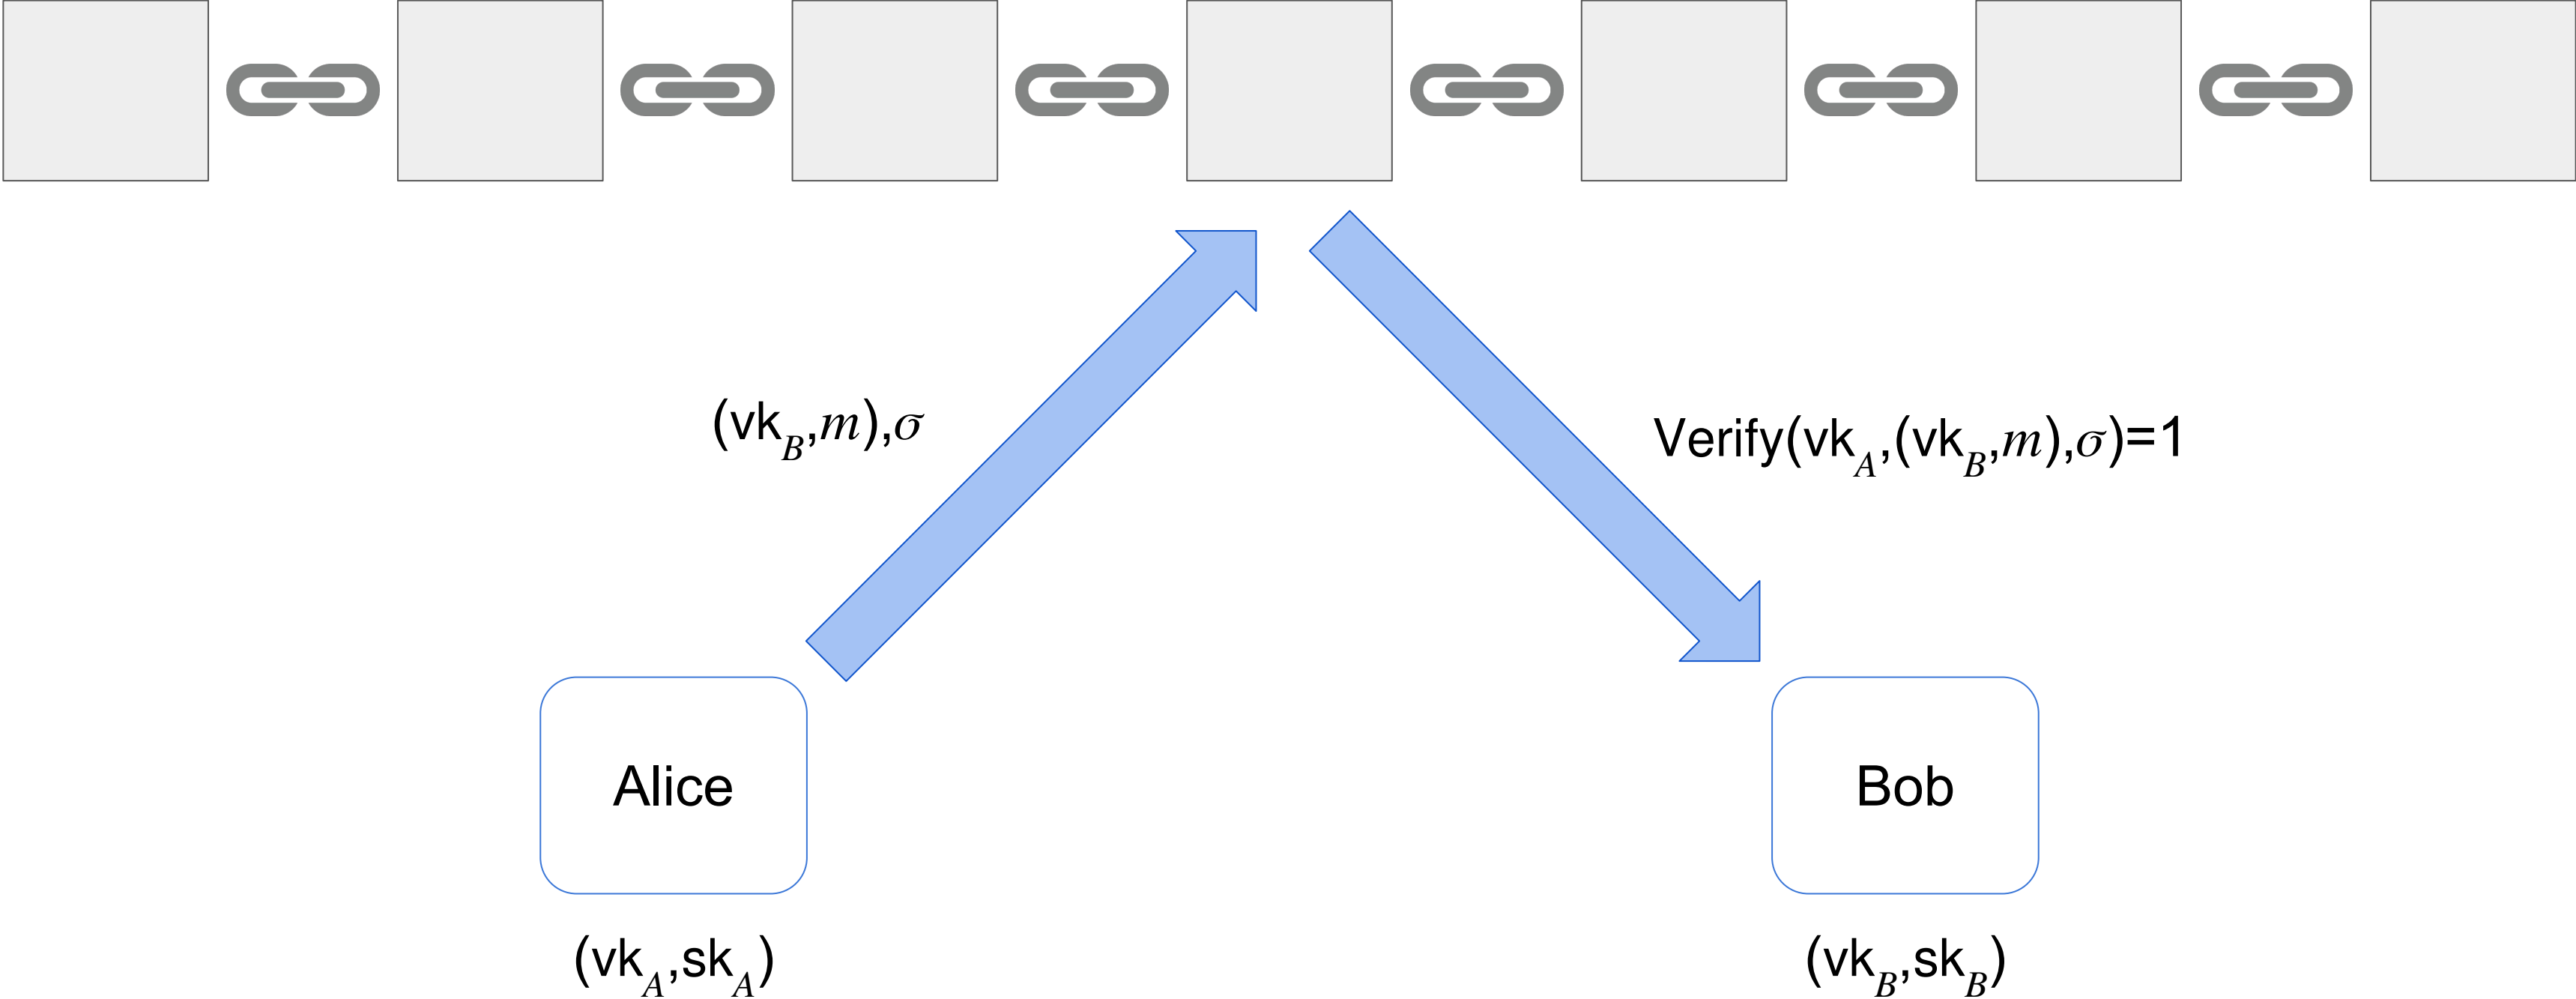 (vk_B,m),σ
Verify(vk_A,(vk_B,m),σ)=1
Alice
Bob
(vk_A,sk_A)
(vk_B,sk_B)